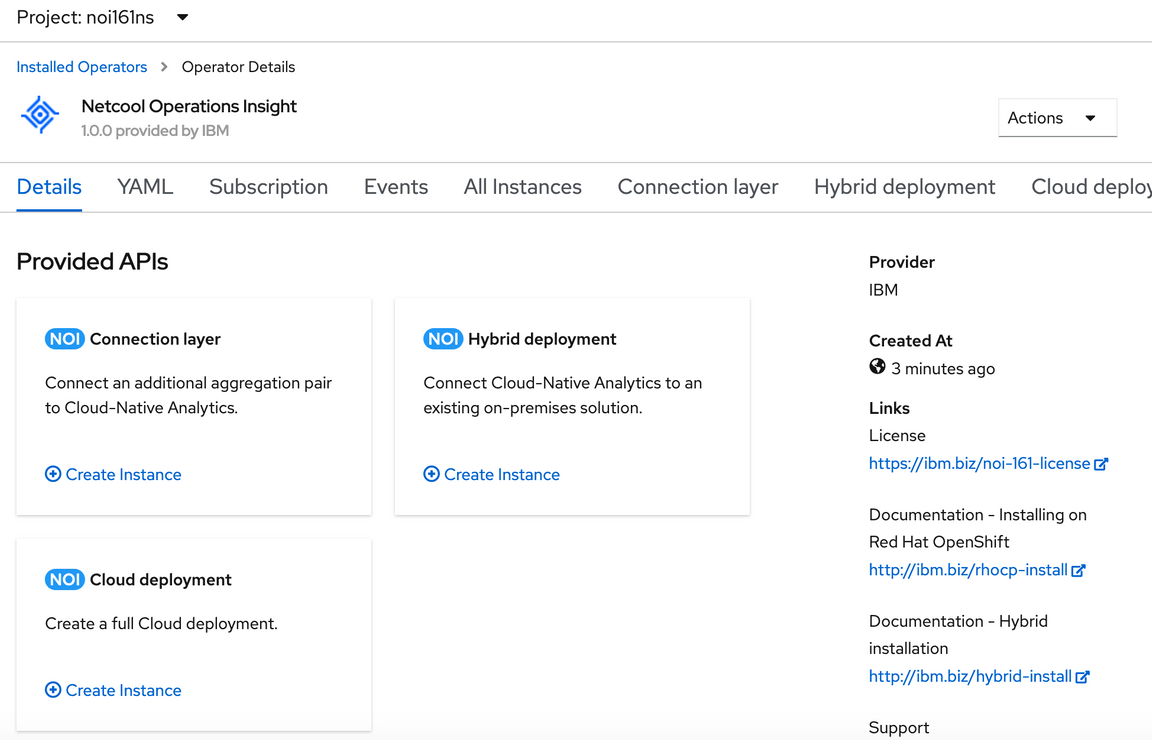 Project: noi161ns
Installed Operators > Operator Details
Netcool Operations Insight
1.0.0 provided by IBM
Actions
Details YAML Subscription Events All Instances Connection layer Hybrid deployment Cloud deploy
Provided APIs
NOI Connection layer
Connect an additional aggregation pair
to Cloud-Native Analytics.
Create Instance
NOI Hybrid deployment
Connect Cloud-Native Analytics to an
existing on-premises solution.
Create Instance
NOI Cloud deployment
Create a full Cloud deployment.
Create Instance
Provider
IBM
Created At
3 minutes ago
Links
License
https://ibm.biz/noi-161-license
Documentation - Installing on
Red Hat OpenShift
http://ibm.biz/rhocp-install
Documentation - Hybrid
installation
http://ibm.biz/hybrid-install
Support